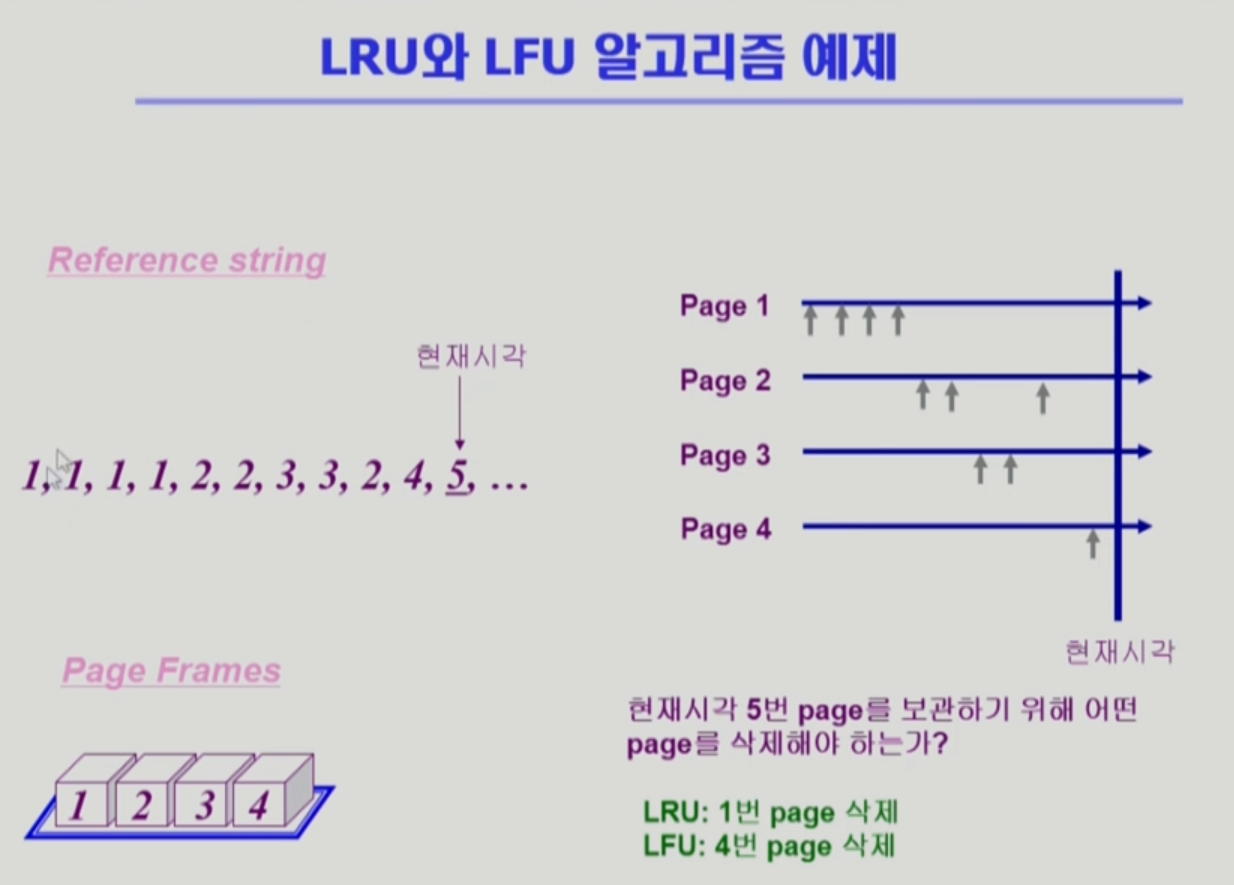 LRU와 LFU 알고리즘 예제
Reference string
현재시각
1, 1, 1, 1, 2, 2, 3, 3, 2, 4, 5, ...
Page Frames
1 2 3 4
Page 1
Page 2
Page 3
Page 4
현재시각
현재시각 5번 page를 보관하기 위해 어떤
page를 삭제해야 하는가?
LRU: 1번 page 삭제
LFU: 4번 page 삭제